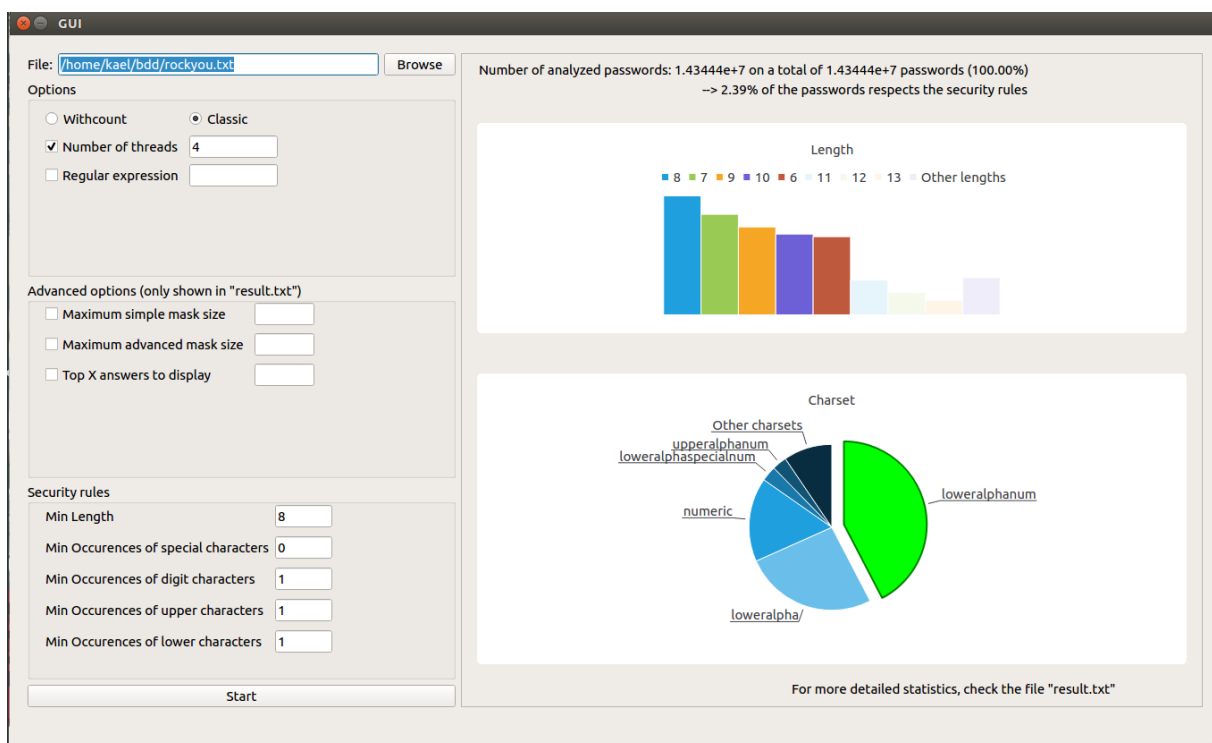 GUI
File: /home/kael/bdd/rockyou.txt Browse
Options
Withcount Classic
Number of threads 4
Regular expression
Advanced options (only shown in "result.txt")
Maximum simple mask size
Maximum advanced mask size
Top X answers to display
Security rules
Min Length 8
Min Occurences of special characters 0
Min Occurences of digit characters 1
Min Occurences of upper characters 1
Min Occurences of lower characters 1
Start
Number of analyzed passwords: 1.43444e+7 on a total of 1.43444e+7 passwords (100.00%)
--> 2.39% of the passwords respects the security rules
Length
8 7 9 10 6 11 12 13 Other lengths
Charset
Other charsets
upperalphanum
loweralphaspecialnum
loweralphanum
numeric
loweralpha
For more detailed statistics, check the file "result.txt"